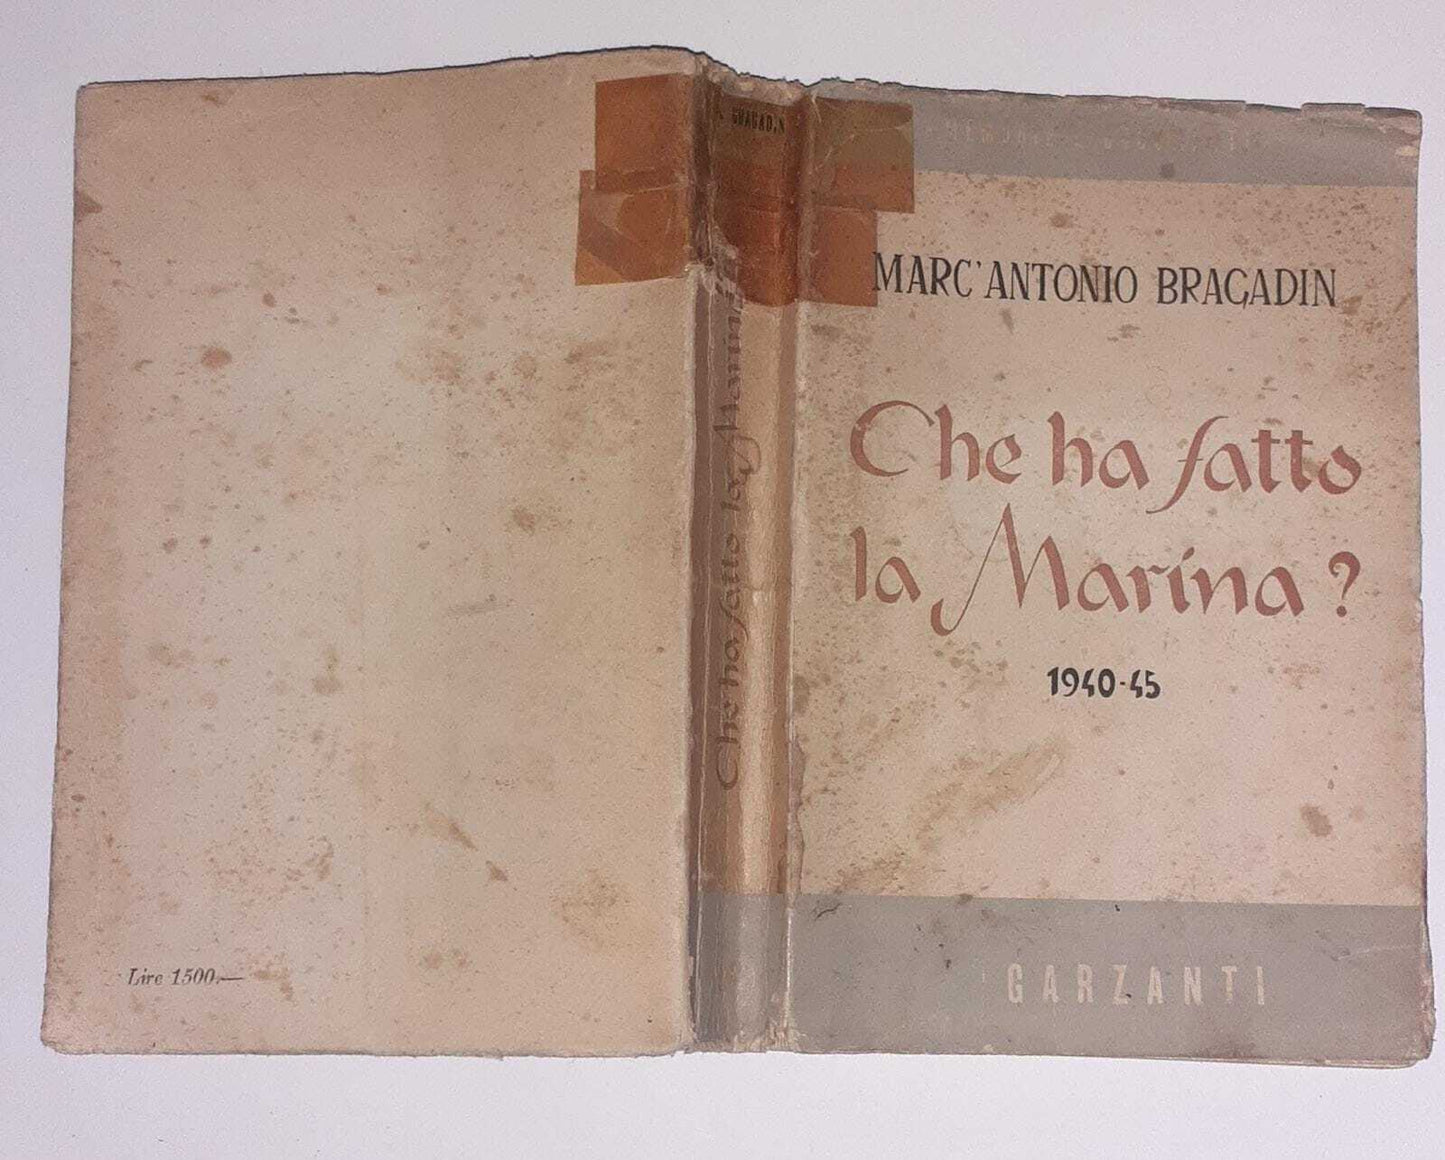 Lire 1500.—
BRAGADIN
Che ha fatto la Marina?
MARC'ANTONIO BRAGADIN
Che ha fatto
la Marina?
1940-45
GARZANTI